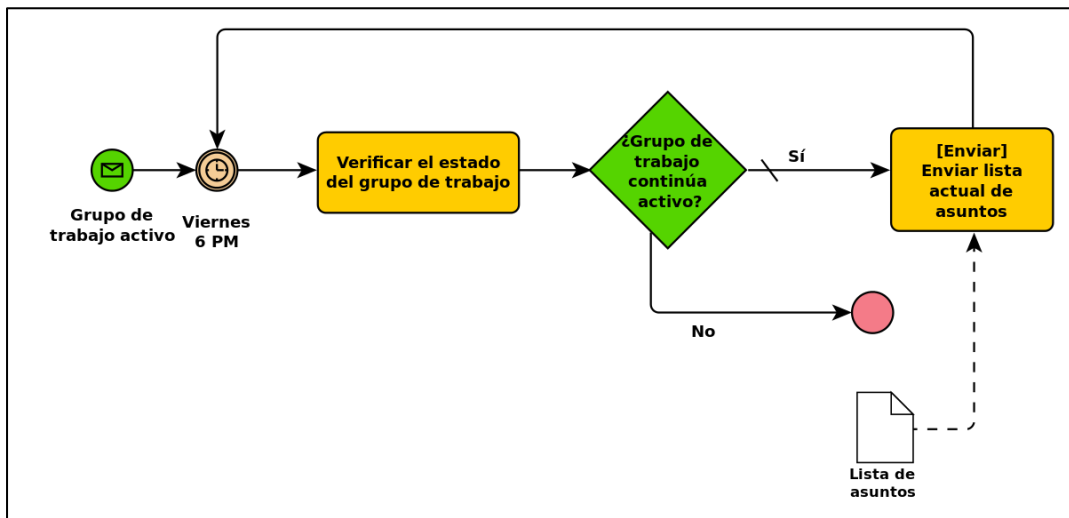 Grupo de
trabajo activo
Viernes
6 PM
Verificar el estado
del grupo de trabajo
¿Grupo de
trabajo
continúa
activo?
Sí
[Enviar]
Enviar lista
actual de
asuntos
No
Lista de
asuntos